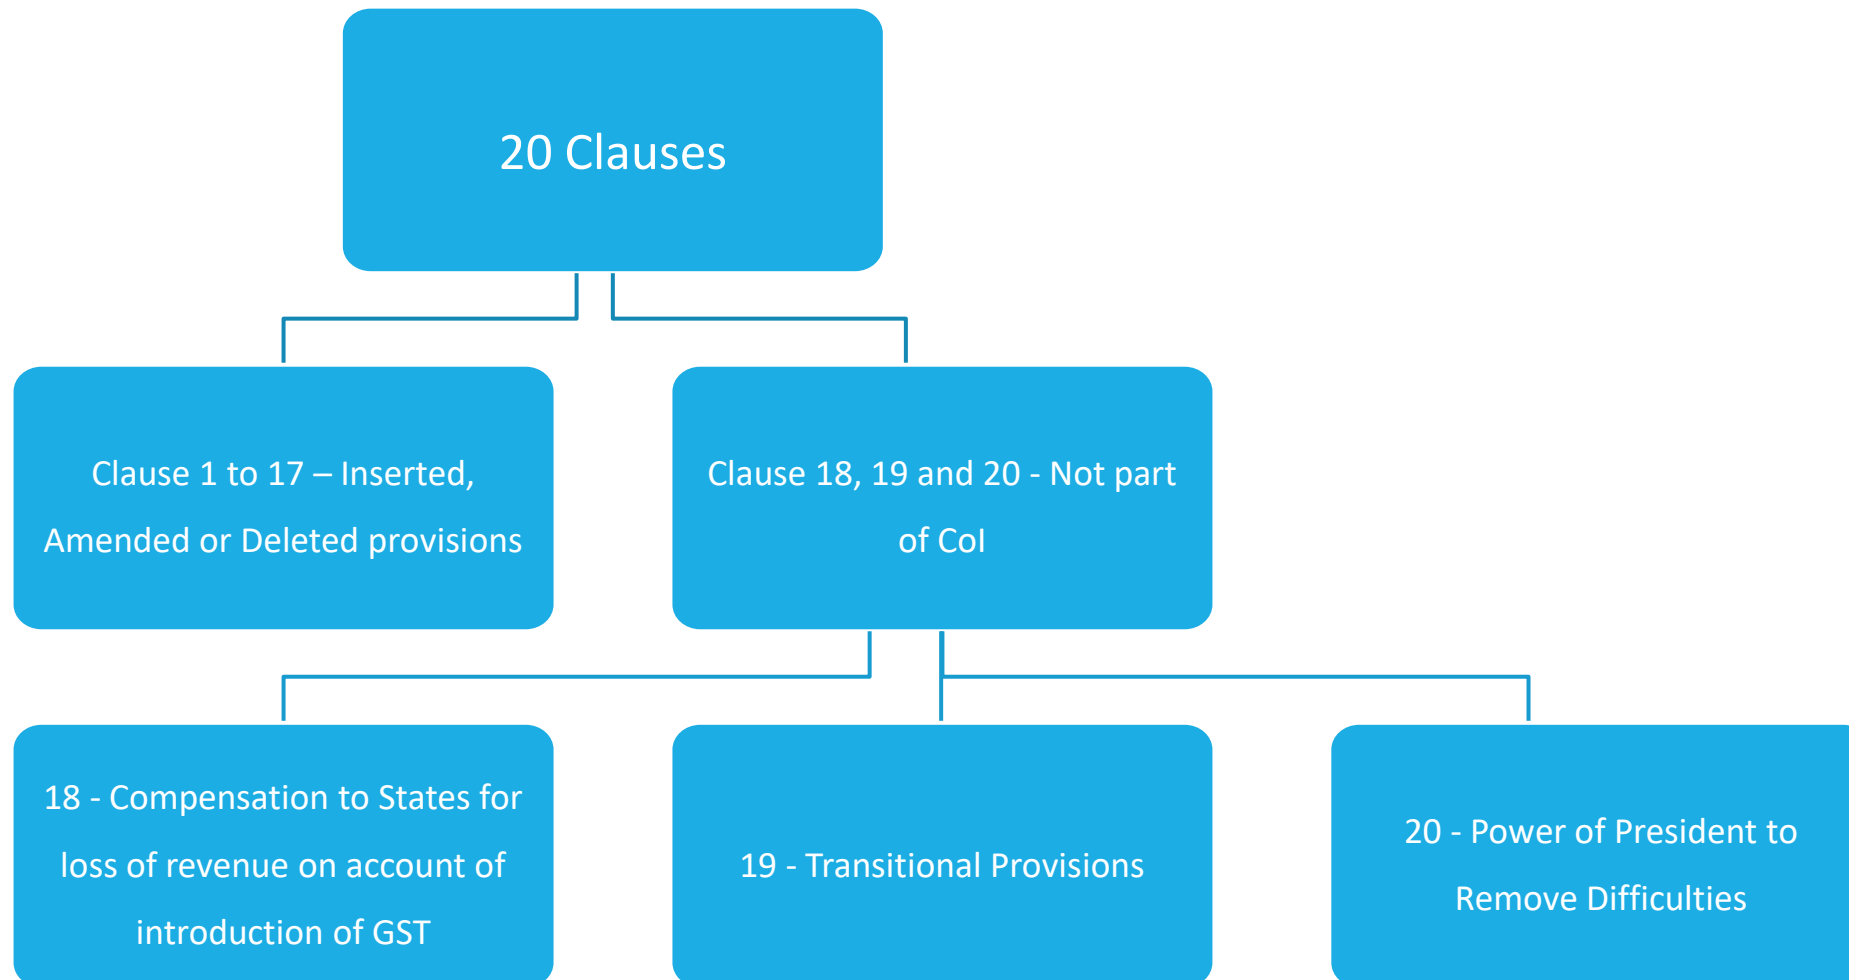 20 Clauses
Clause 1 to 17 – Inserted,
Amended or Deleted provisions
Clause 18, 19 and 20 - Not part
of CoI
18 - Compensation to States for
loss of revenue on account of
introduction of GST
19 - Transitional Provisions
20 - Power of President to
Remove Difficulties